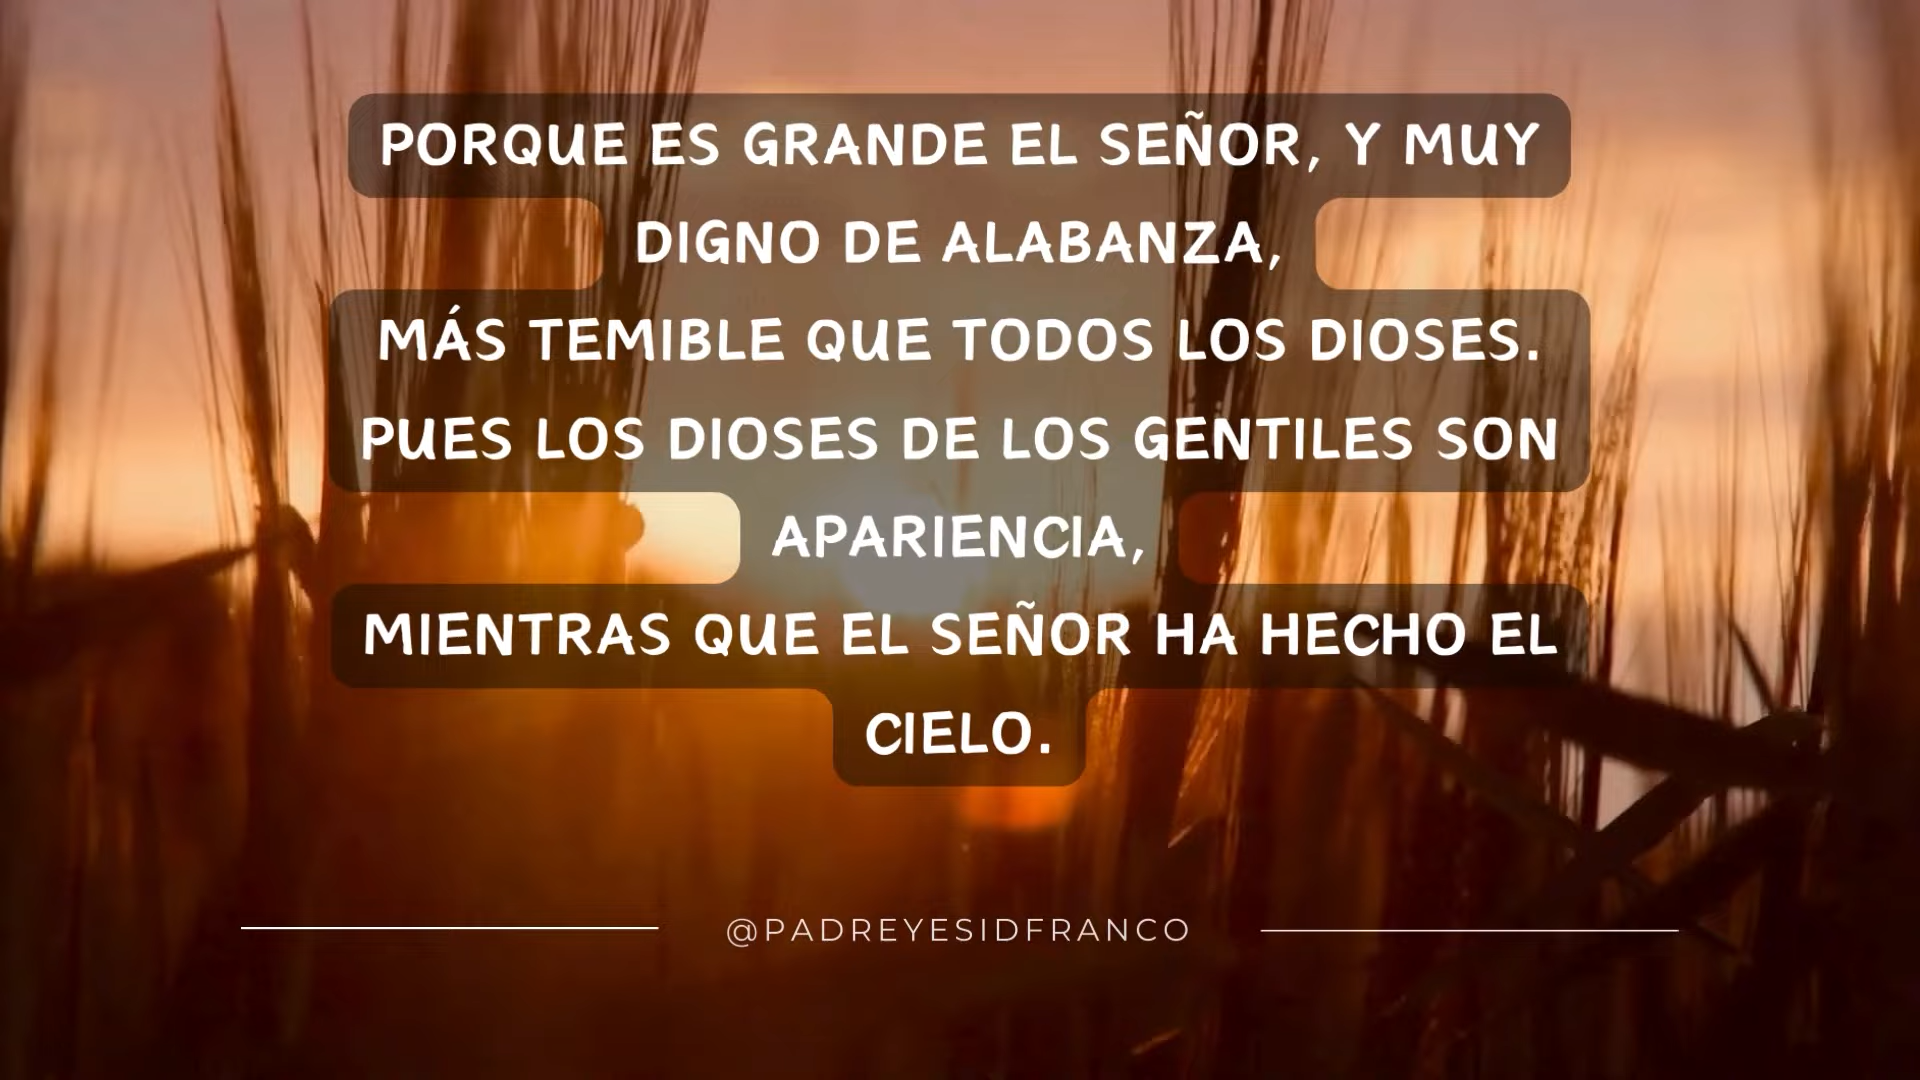 PORQUE ES GRANDE EL SEÑOR, Y MUY
DIGNO DE ALABANZA,
MÁS TEMIBLE QUE TODOS LOS DIOSES.
PUES LOS DIOSES DE LOS GENTILES SON
APARIENCIA,
MIENTRAS QUE EL SEÑOR HA HECHO EL
CIELO.
@PADREYESIDFRANCO